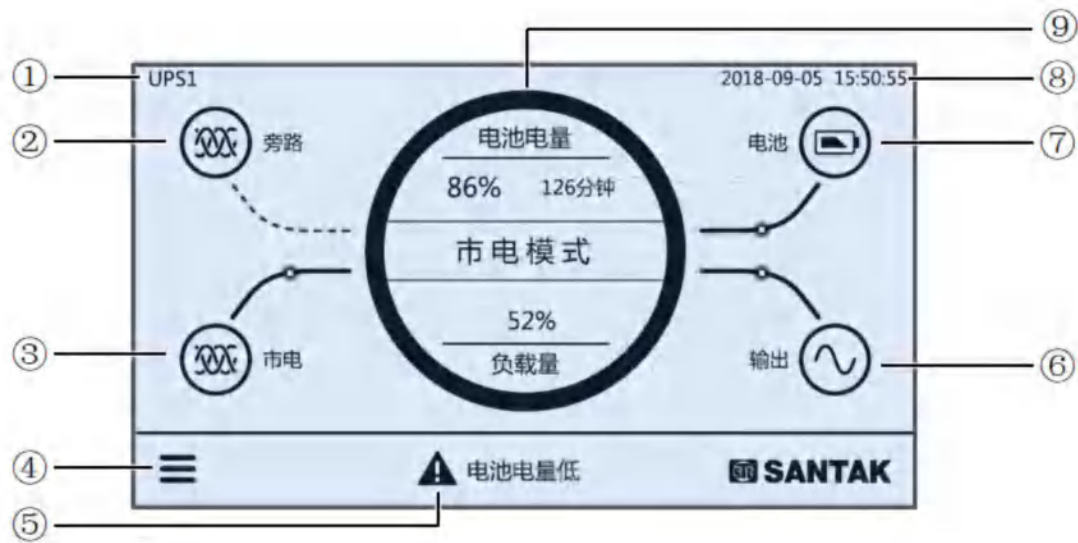 ⑨
① UPS1 2018-09-05 15:50:55 ⑧
② 旁路 电池电量 电池 ⑦
86% 126分钟
市电模式
52%
③ 市电 负载量 输出 ⑥
④ 电池电量低 SANTAK
⑤